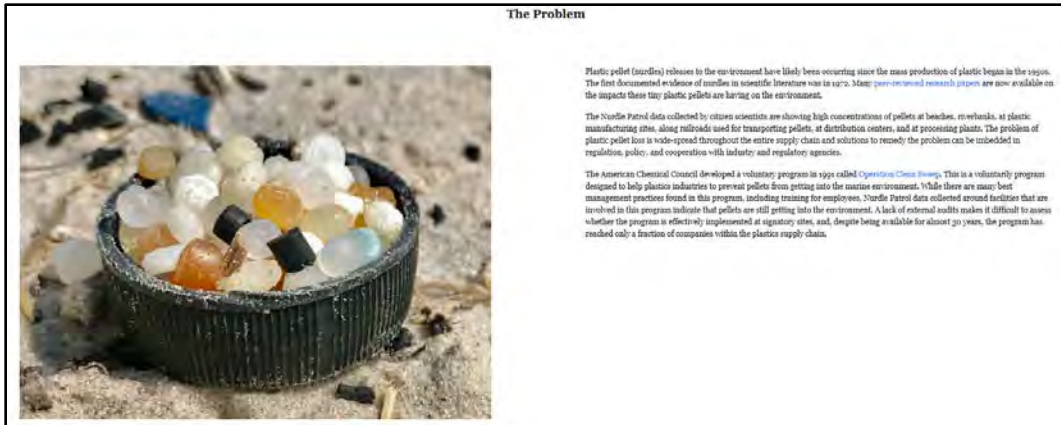 The Problem
Plastic pellet (nurdles) releases to the environment have likely been occurring since the mass production of plastic began in the 1950s.
The first documented evidence of nurdles in scientific literature was in 1972. Many peer-reviewed research papers are now available on
the impacts these tiny plastic pellets are having on the environment.
The Nurdle Patrol data collected by citizen scientists are showing high concentrations of pellets at beaches, riverbanks, at plastic
manufacturing sites, along railroads used for transporting pellets, at distribution centers, and at processing plants. The problem of
plastic pellet loss is wide-spread throughout the entire supply chain and solutions to remedy the problem can be imbedded in
regulation, policy, and cooperation with industry and regulatory agencies.
The American Chemical Council developed a voluntary program in 1991 called Operation Clean Sweep. This is a voluntarily program
designed to help plastics industries to prevent pellets from getting into the marine environment. While there are many best
management practices found in this program, including training for employees, Nurdle Patrol data collected around facilities that are
involved in this program indicate that pellets are still getting into the environment. A lack of external audits makes it difficult to assess
whether the program is effectively implemented at signatory sites, and, despite being available for almost 30 years, the program has
reached only a fraction of companies within the plastics supply chain.